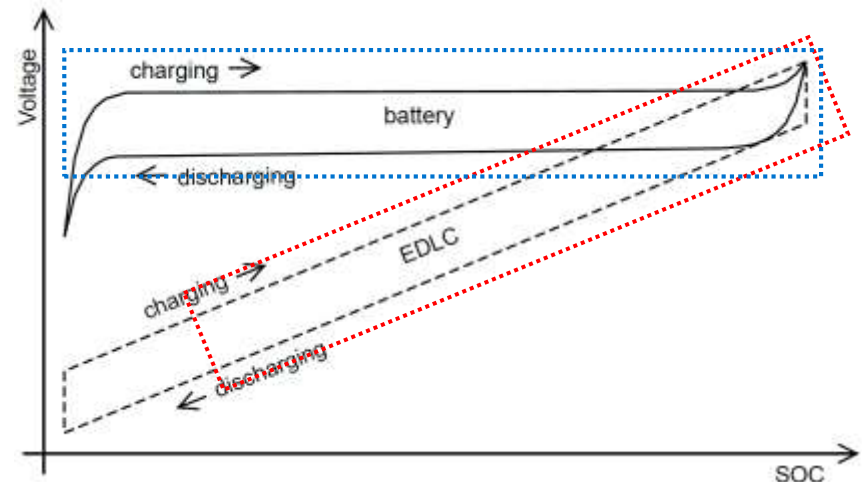 Voltage
charging
battery
discharging
EDLC
charging
discharging
SOC